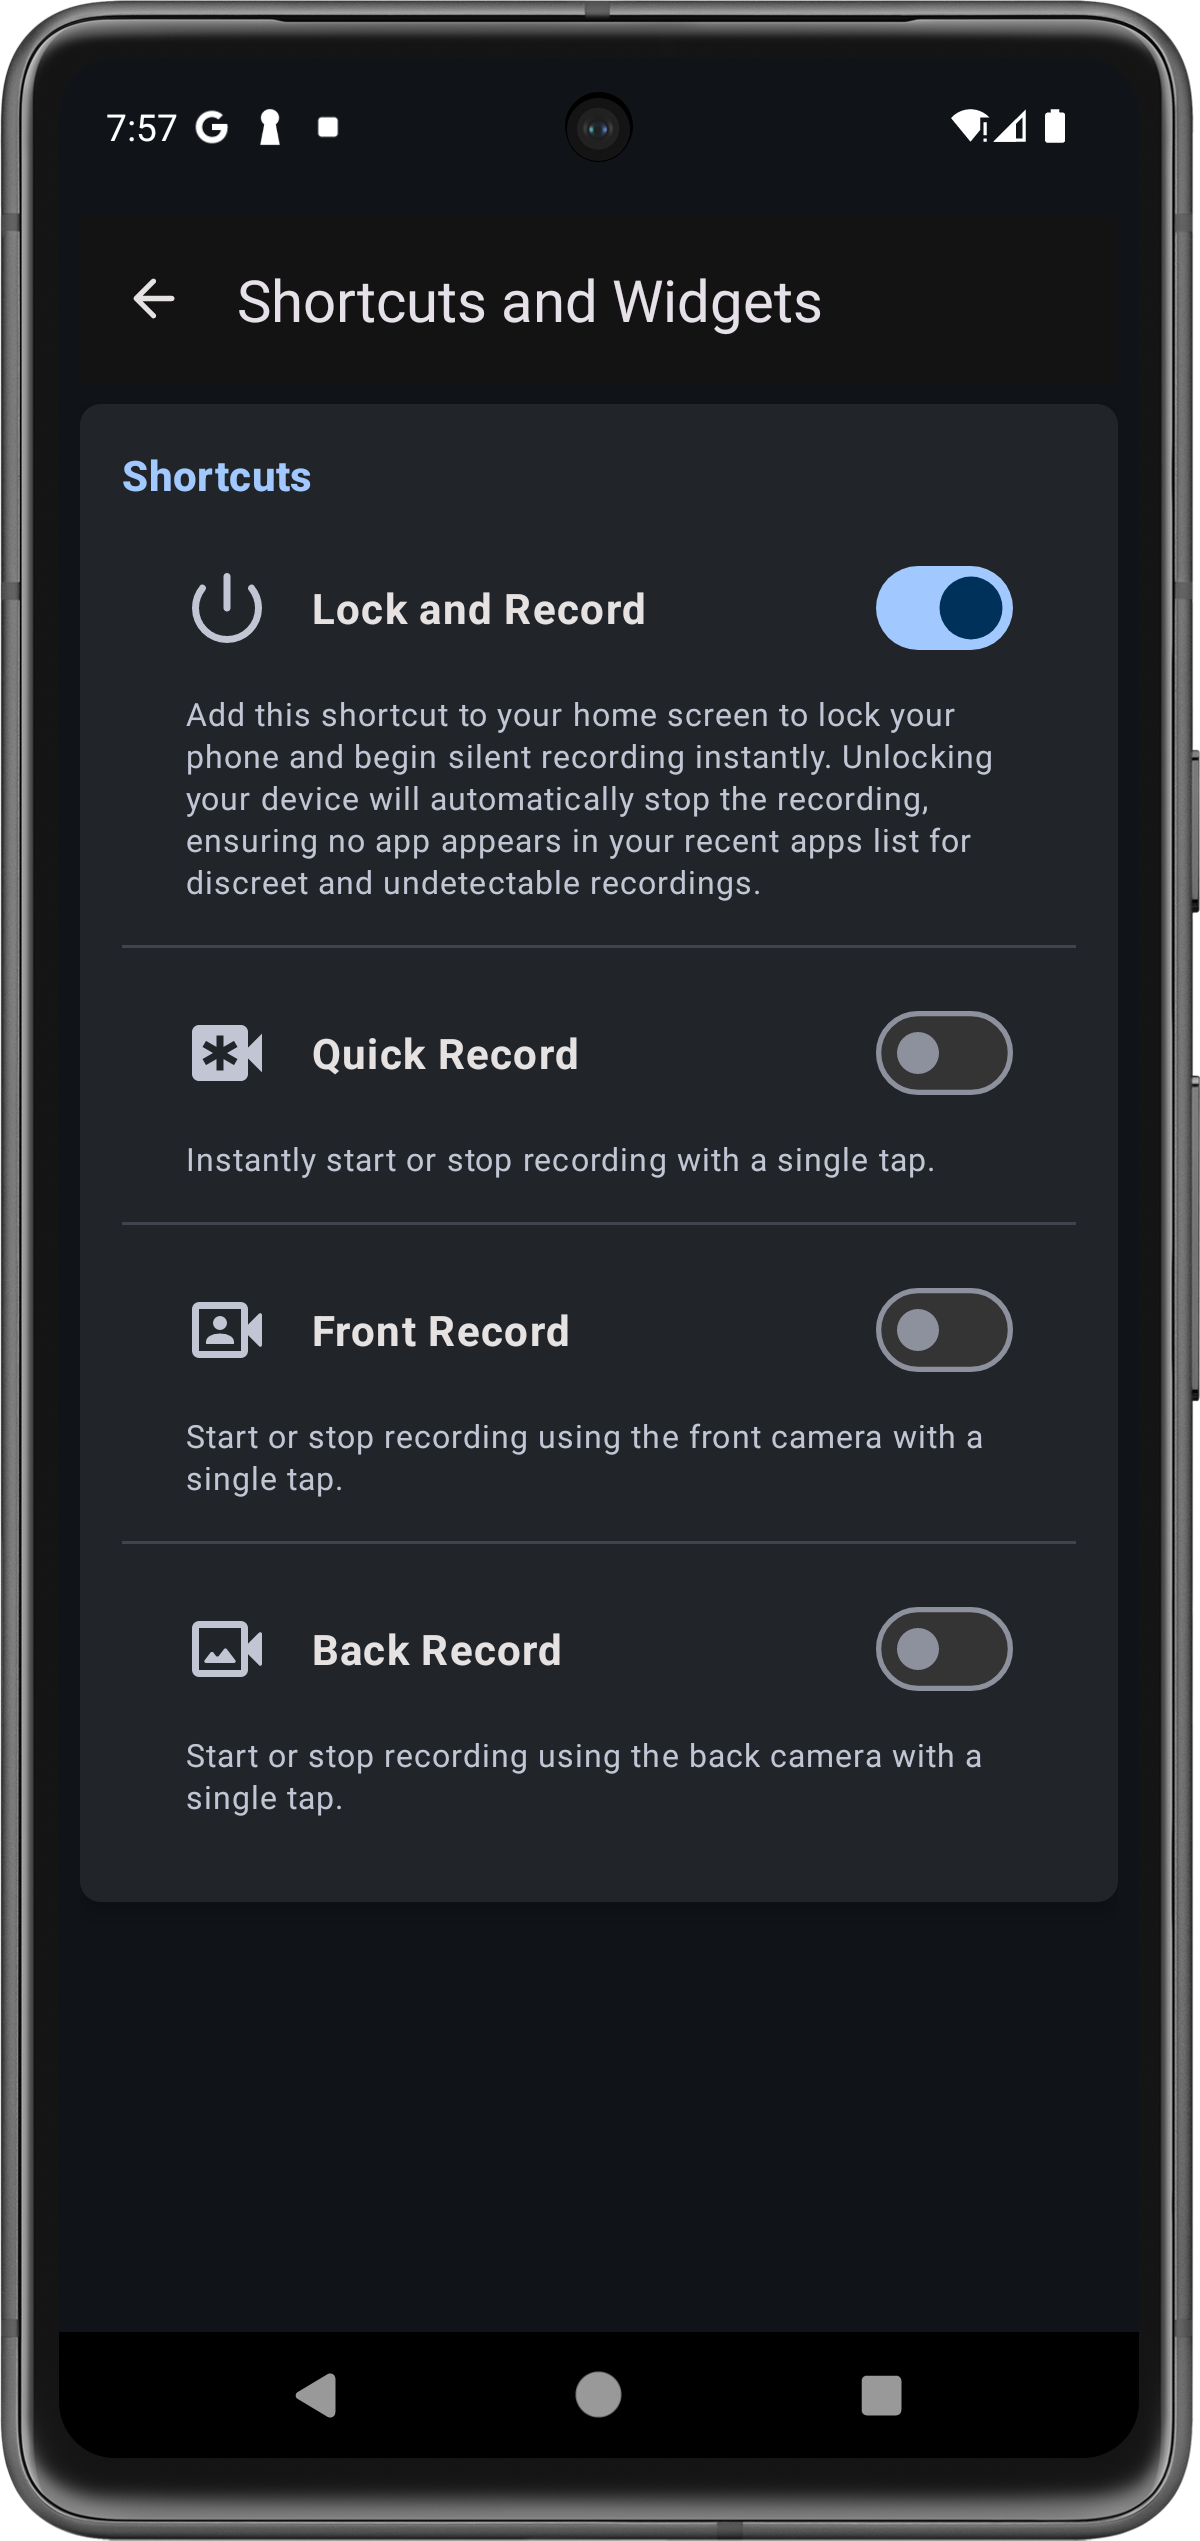 7:57
Shortcuts and Widgets
Shortcuts
Lock and Record
Add this shortcut to your home screen to lock your
phone and begin silent recording instantly. Unlocking
your device will automatically stop the recording,
ensuring no app appears in your recent apps list for
discreet and undetectable recordings.
Quick Record
Instantly start or stop recording with a single tap.
Front Record
Start or stop recording using the front camera with a
single tap.
Back Record
Start or stop recording using the back camera with a
single tap.